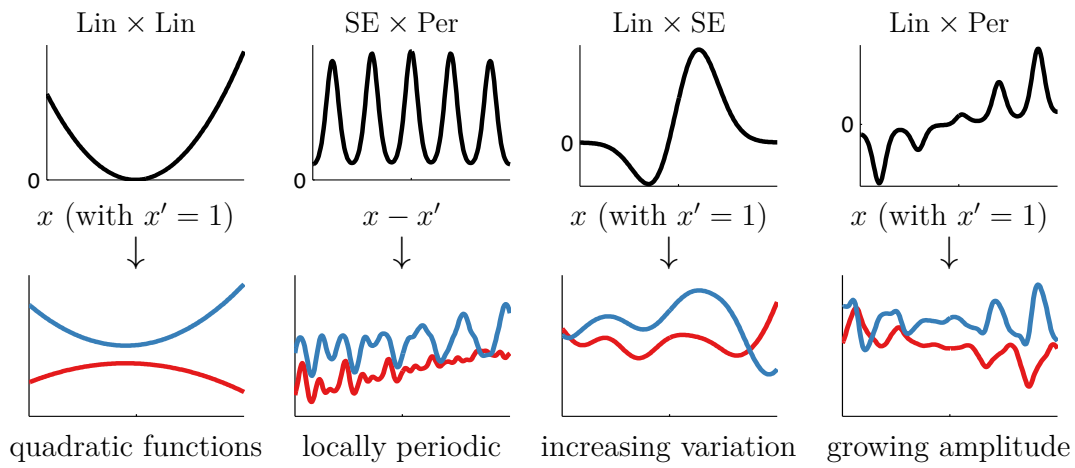 Lin × Lin
SE × Per
Lin × SE
Lin × Per
0
0
0
0
x (with x′ = 1)
x − x′
x (with x′ = 1)
x (with x′ = 1)
quadratic functions
locally periodic
increasing variation
growing amplitude